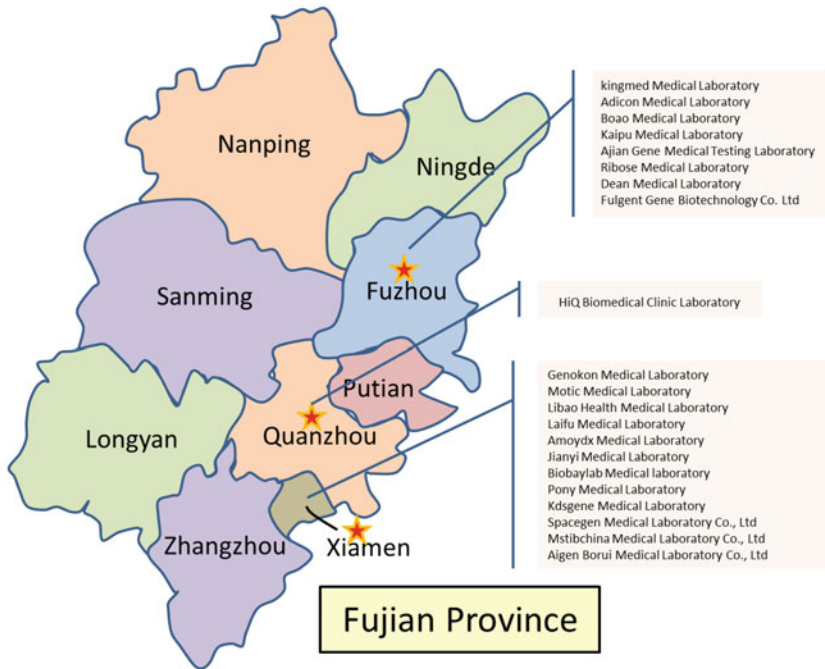 kingmed Medical Laboratory
Adicon Medical Laboratory
Boao Medical Laboratory
Kaipu Medical Laboratory
Ajian Gene Medical Testing Laboratory
Ribose Medical Laboratory
Dean Medical Laboratory
Fulgent Gene Biotechnology Co. Ltd
Nanping
Ningde
Sanming
Fuzhou
HiQ Biomedical Clinic Laboratory
Putian
Longyan
Quanzhou
Genokon Medical Laboratory
Motic Medical Laboratory
Libao Health Medical Laboratory
Laifu Medical Laboratory
Amoydx Medical Laboratory
Jianyi Medical Laboratory
Biobaylab Medical laboratory
Pony Medical Laboratory
Kdsgene Medical Laboratory
Spacegen Medical Laboratory Co., Ltd
Mstibchina Medical Laboratory Co., Ltd
Aigen Borui Medical Laboratory Co., Ltd
Zhangzhou
Xiamen
Fujian Province